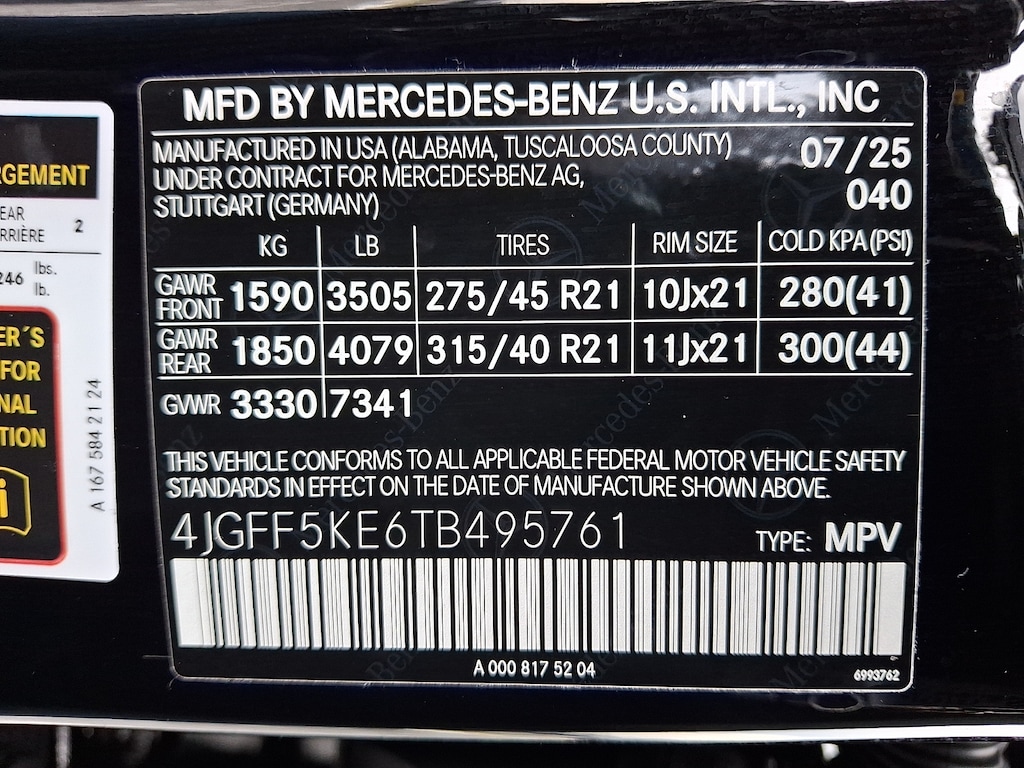 MFD BY MERCEDES-BENZ U.S. INTL., INC
MANUFACTURED IN USA (ALABAMA, TUSCALOOSA COUNTY)
UNDER CONTRACT FOR MERCEDES-BENZ AG,
STUTTGART (GERMANY)
07/25
040
KG LB TIRES RIM SIZE COLD KPA (PSI)
GAWR FRONT 1590 3505 275/45 R21 10Jx21 280(41)
GAWR REAR 1850 4079 315/40 R21 11Jx21 300(44)
GVWR 3330 7341
THIS VEHICLE CONFORMS TO ALL APPLICABLE FEDERAL MOTOR VEHICLE SAFETY
STANDARDS IN EFFECT ON THE DATE OF MANUFACTURE SHOWN ABOVE.
4JGFF5KE6TB495761 TYPE: MPV
A 000 817 52 04
6993762
RGEMENT
EAR
RRIÈRE 2
246 lbs.
lb.
ER´S
FOR
NAL
TION
i
A 167 584 21 24